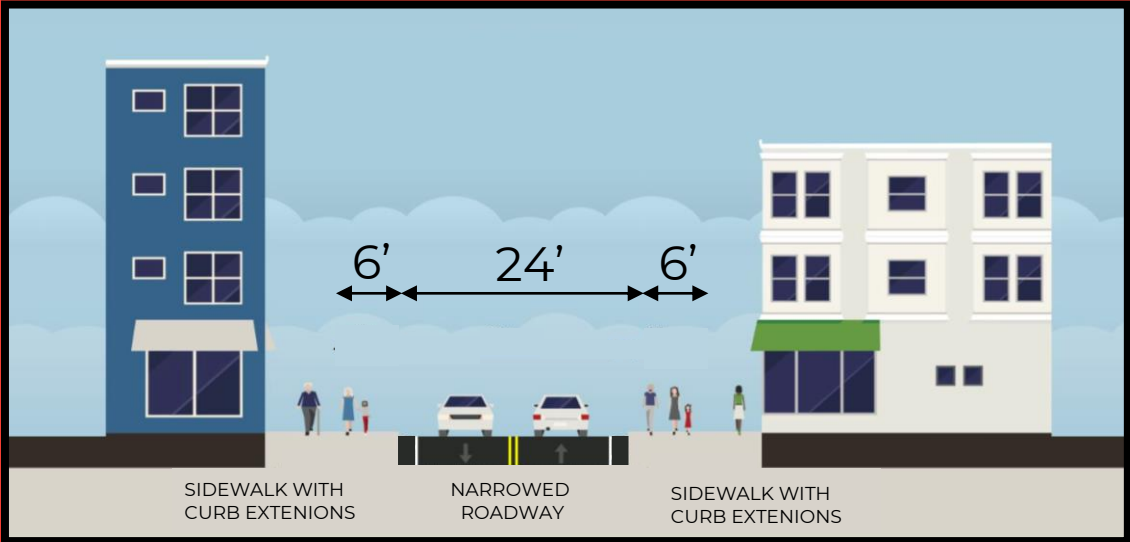 6’
24’
6’
SIDEWALK WITH
CURB EXTENIONS
NARROWED
ROADWAY
SIDEWALK WITH
CURB EXTENIONS